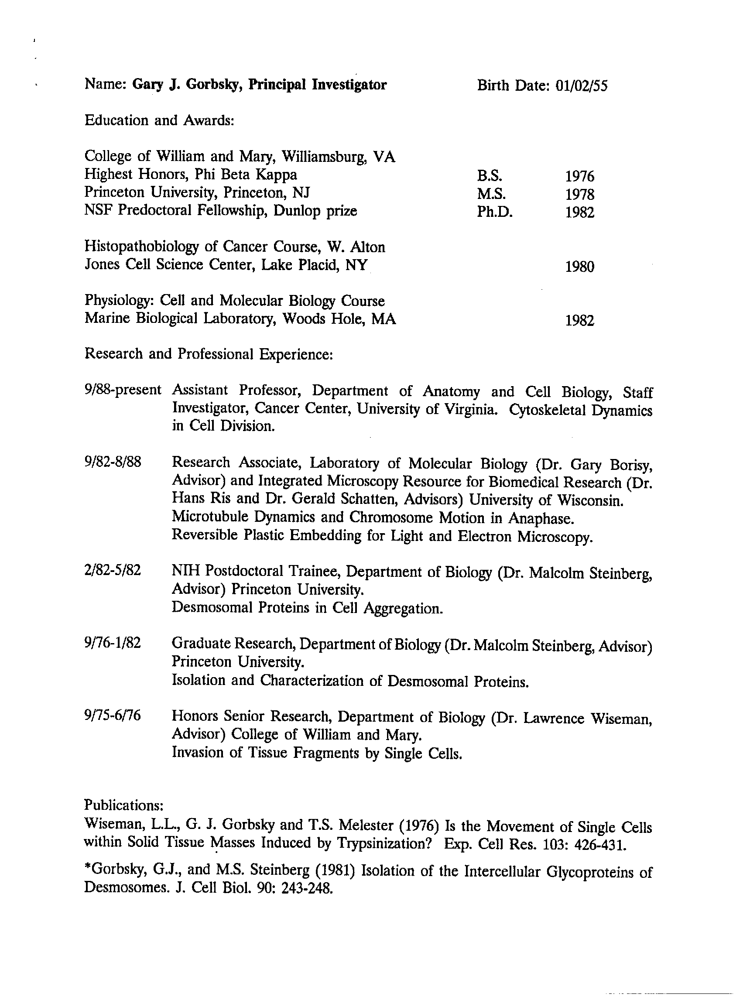 Name: Gary J. Gorbsky, Principal Investigator Birth Date: 01/02/55
Education and Awards:
College of William and Mary, Williamsburg, VA
Highest Honors, Phi Beta Kappa B.S. 1976
Princeton University, Princeton, NJ M.S. 1978
NSF Predoctoral Fellowship, Dunlop prize Ph.D. 1982
Histopathobiology of Cancer Course, W. Alton
Jones Cell Science Center, Lake Placid, NY 1980
Physiology: Cell and Molecular Biology Course
Marine Biological Laboratory, Woods Hole, MA 1982
Research and Professional Experience:
9/88-present Assistant Professor, Department of Anatomy and Cell Biology, Staff
Investigator, Cancer Center, University of Virginia. Cytoskeletal Dynamics
in Cell Division.
9/82-8/88 Research Associate, Laboratory of Molecular Biology (Dr. Gary Borisy,
Advisor) and Integrated Microscopy Resource for Biomedical Research (Dr.
Hans Ris and Dr. Gerald Schatten, Advisors) University of Wisconsin.
Microtubule Dynamics and Chromosome Motion in Anaphase.
Reversible Plastic Embedding for Light and Electron Microscopy.
2/82-5/82 NIH Postdoctoral Trainee, Department of Biology (Dr. Malcolm Steinberg,
Advisor) Princeton University.
Desmosomal Proteins in Cell Aggregation.
9/76-1/82 Graduate Research, Department of Biology (Dr. Malcolm Steinberg, Advisor)
Princeton University.
Isolation and Characterization of Desmosomal Proteins.
9/75-6/76 Honors Senior Research, Department of Biology (Dr. Lawrence Wiseman,
Advisor) College of William and Mary.
Invasion of Tissue Fragments by Single Cells.
Publications:
Wiseman, L.L., G. J. Gorbsky and T.S. Melester (1976) Is the Movement of Single Cells
within Solid Tissue Masses Induced by Trypsinization? Exp. Cell Res. 103: 426-431.
*Gorbsky, G.J., and M.S. Steinberg (1981) Isolation of the Intercellular Glycoproteins of
Desmosomes. J. Cell Biol. 90: 243-248.